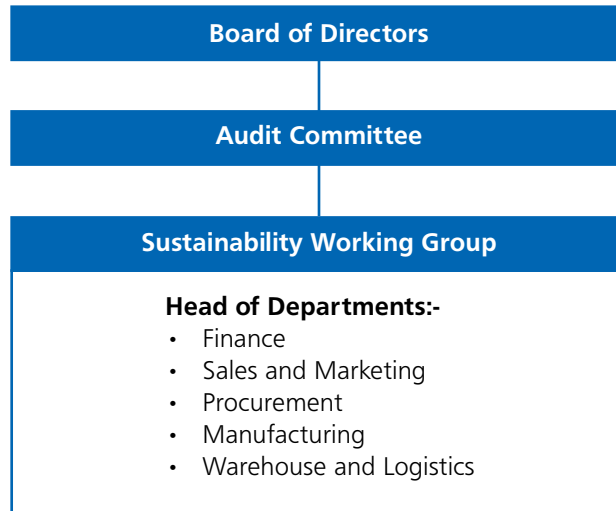 Board of Directors
Audit Committee
Sustainability Working Group
Head of Departments:-
• Finance
• Sales and Marketing
• Procurement
• Manufacturing
• Warehouse and Logistics